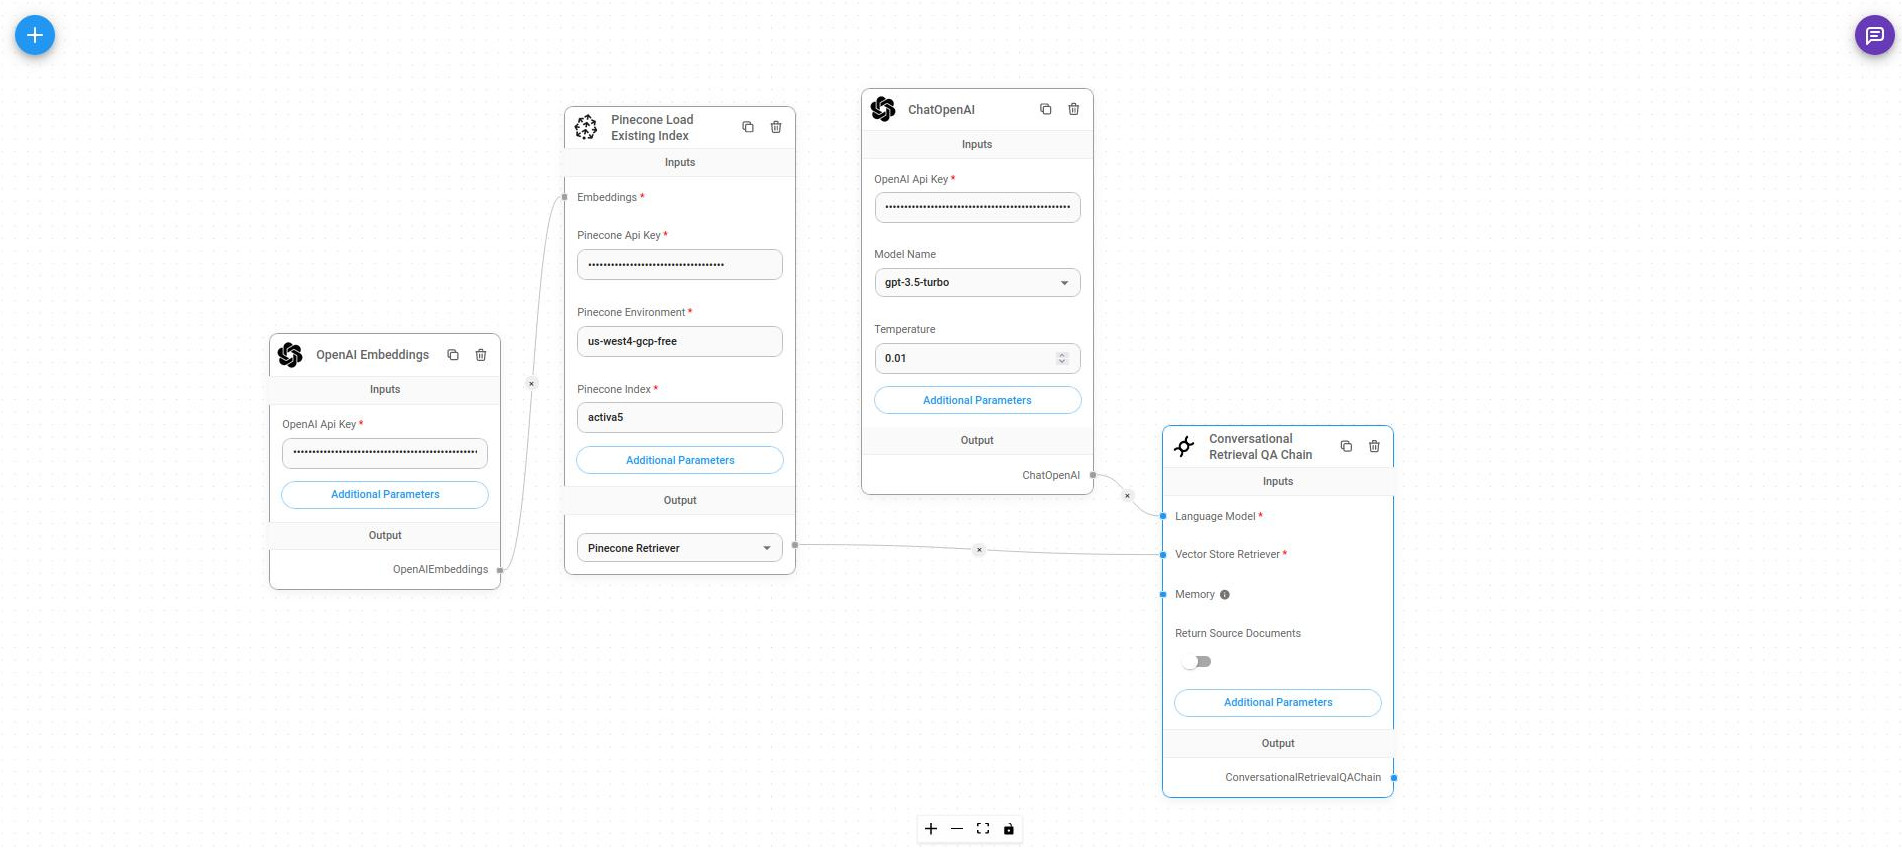 OpenAI Embeddings
Inputs
OpenAI Api Key *
Additional Parameters
Output
OpenAIEmbeddings
Pinecone Load
Existing Index
Inputs
Embeddings *
Pinecone Api Key *
Pinecone Environment *
us-west4-gcp-free
Pinecone Index *
activa5
Additional Parameters
Output
Pinecone Retriever
ChatOpenAI
Inputs
OpenAI Api Key *
Model Name
gpt-3.5-turbo
Temperature
0.01
Additional Parameters
Output
ChatOpenAI
Conversational
Retrieval QA Chain
Inputs
Language Model *
Vector Store Retriever *
Memory
Return Source Documents
Additional Parameters
Output
ConversationalRetrievalQAChain